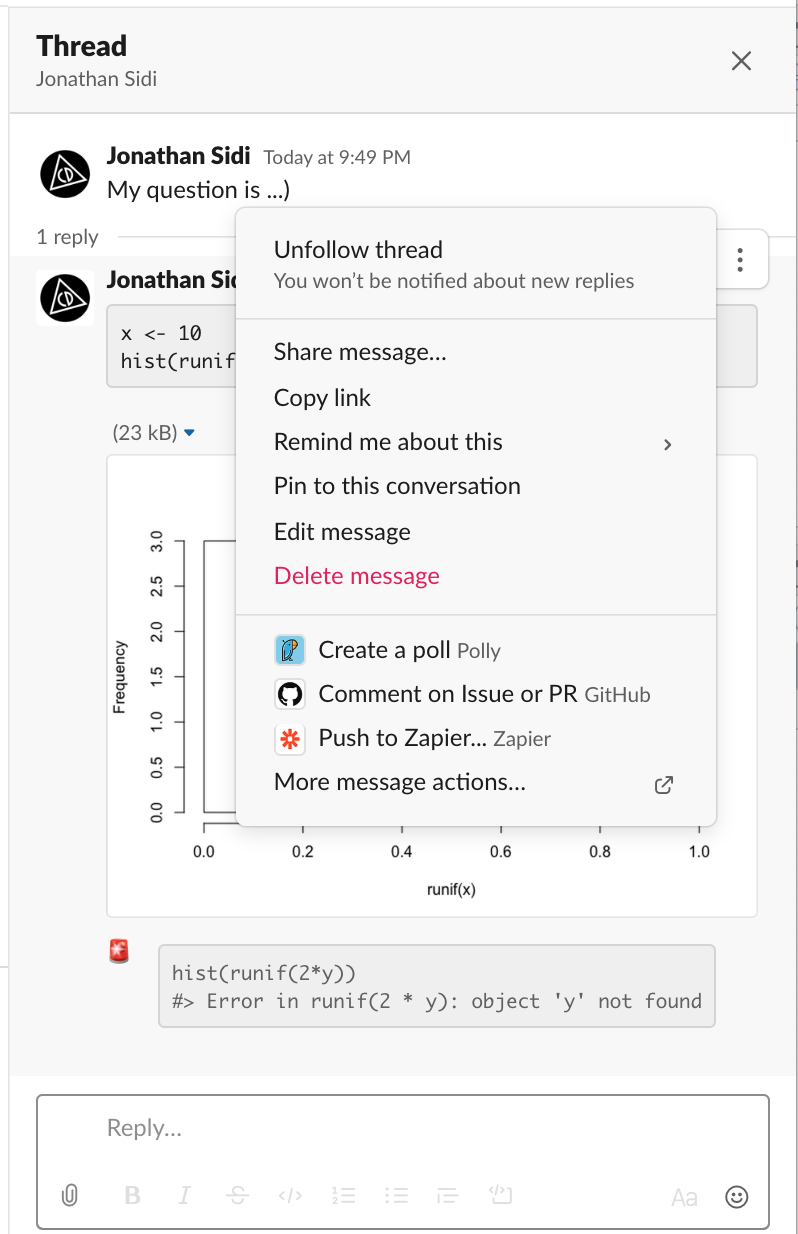 Thread
Jonathan Sidi
Jonathan Sidi Today at 9:49 PM
My question is ...)
1 reply
Jonathan
x <- 10
hist(runif
(23 kB)
Unfollow thread
You won't be notified about new replies
Share message...
Copy link
Remind me about this
Pin to this conversation
Edit message
Delete message
Create a poll Polly
Comment on Issue or PR GitHub
Push to Zapier... Zapier
More message actions...
Frequency
3.0
2.5
2.0
1.5
1.0
0.5
0.0
0.0 0.2 0.4 0.6 0.8 1.0
runif(x)
hist(runif(2*y))
#> Error in runif(2 * y): object 'y' not found
Reply...
B I S </> Aa